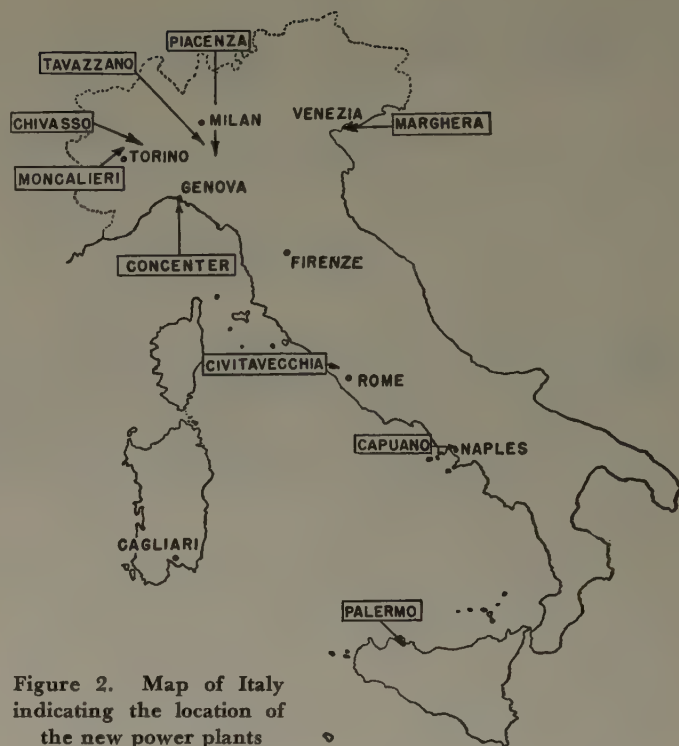 PIACENZA
TAVAZZANO
MILAN
VENEZIA
MARGHERA
CHIVASSO
TORINO
MONCALIERI
GENOVA
CONCENTER
FIRENZE
CIVITAVECCHIA
ROME
CAPUANO
NAPLES
CAGLIARI
PALERMO
Figure 2. Map of Italy
indicating the location of
the new power plants